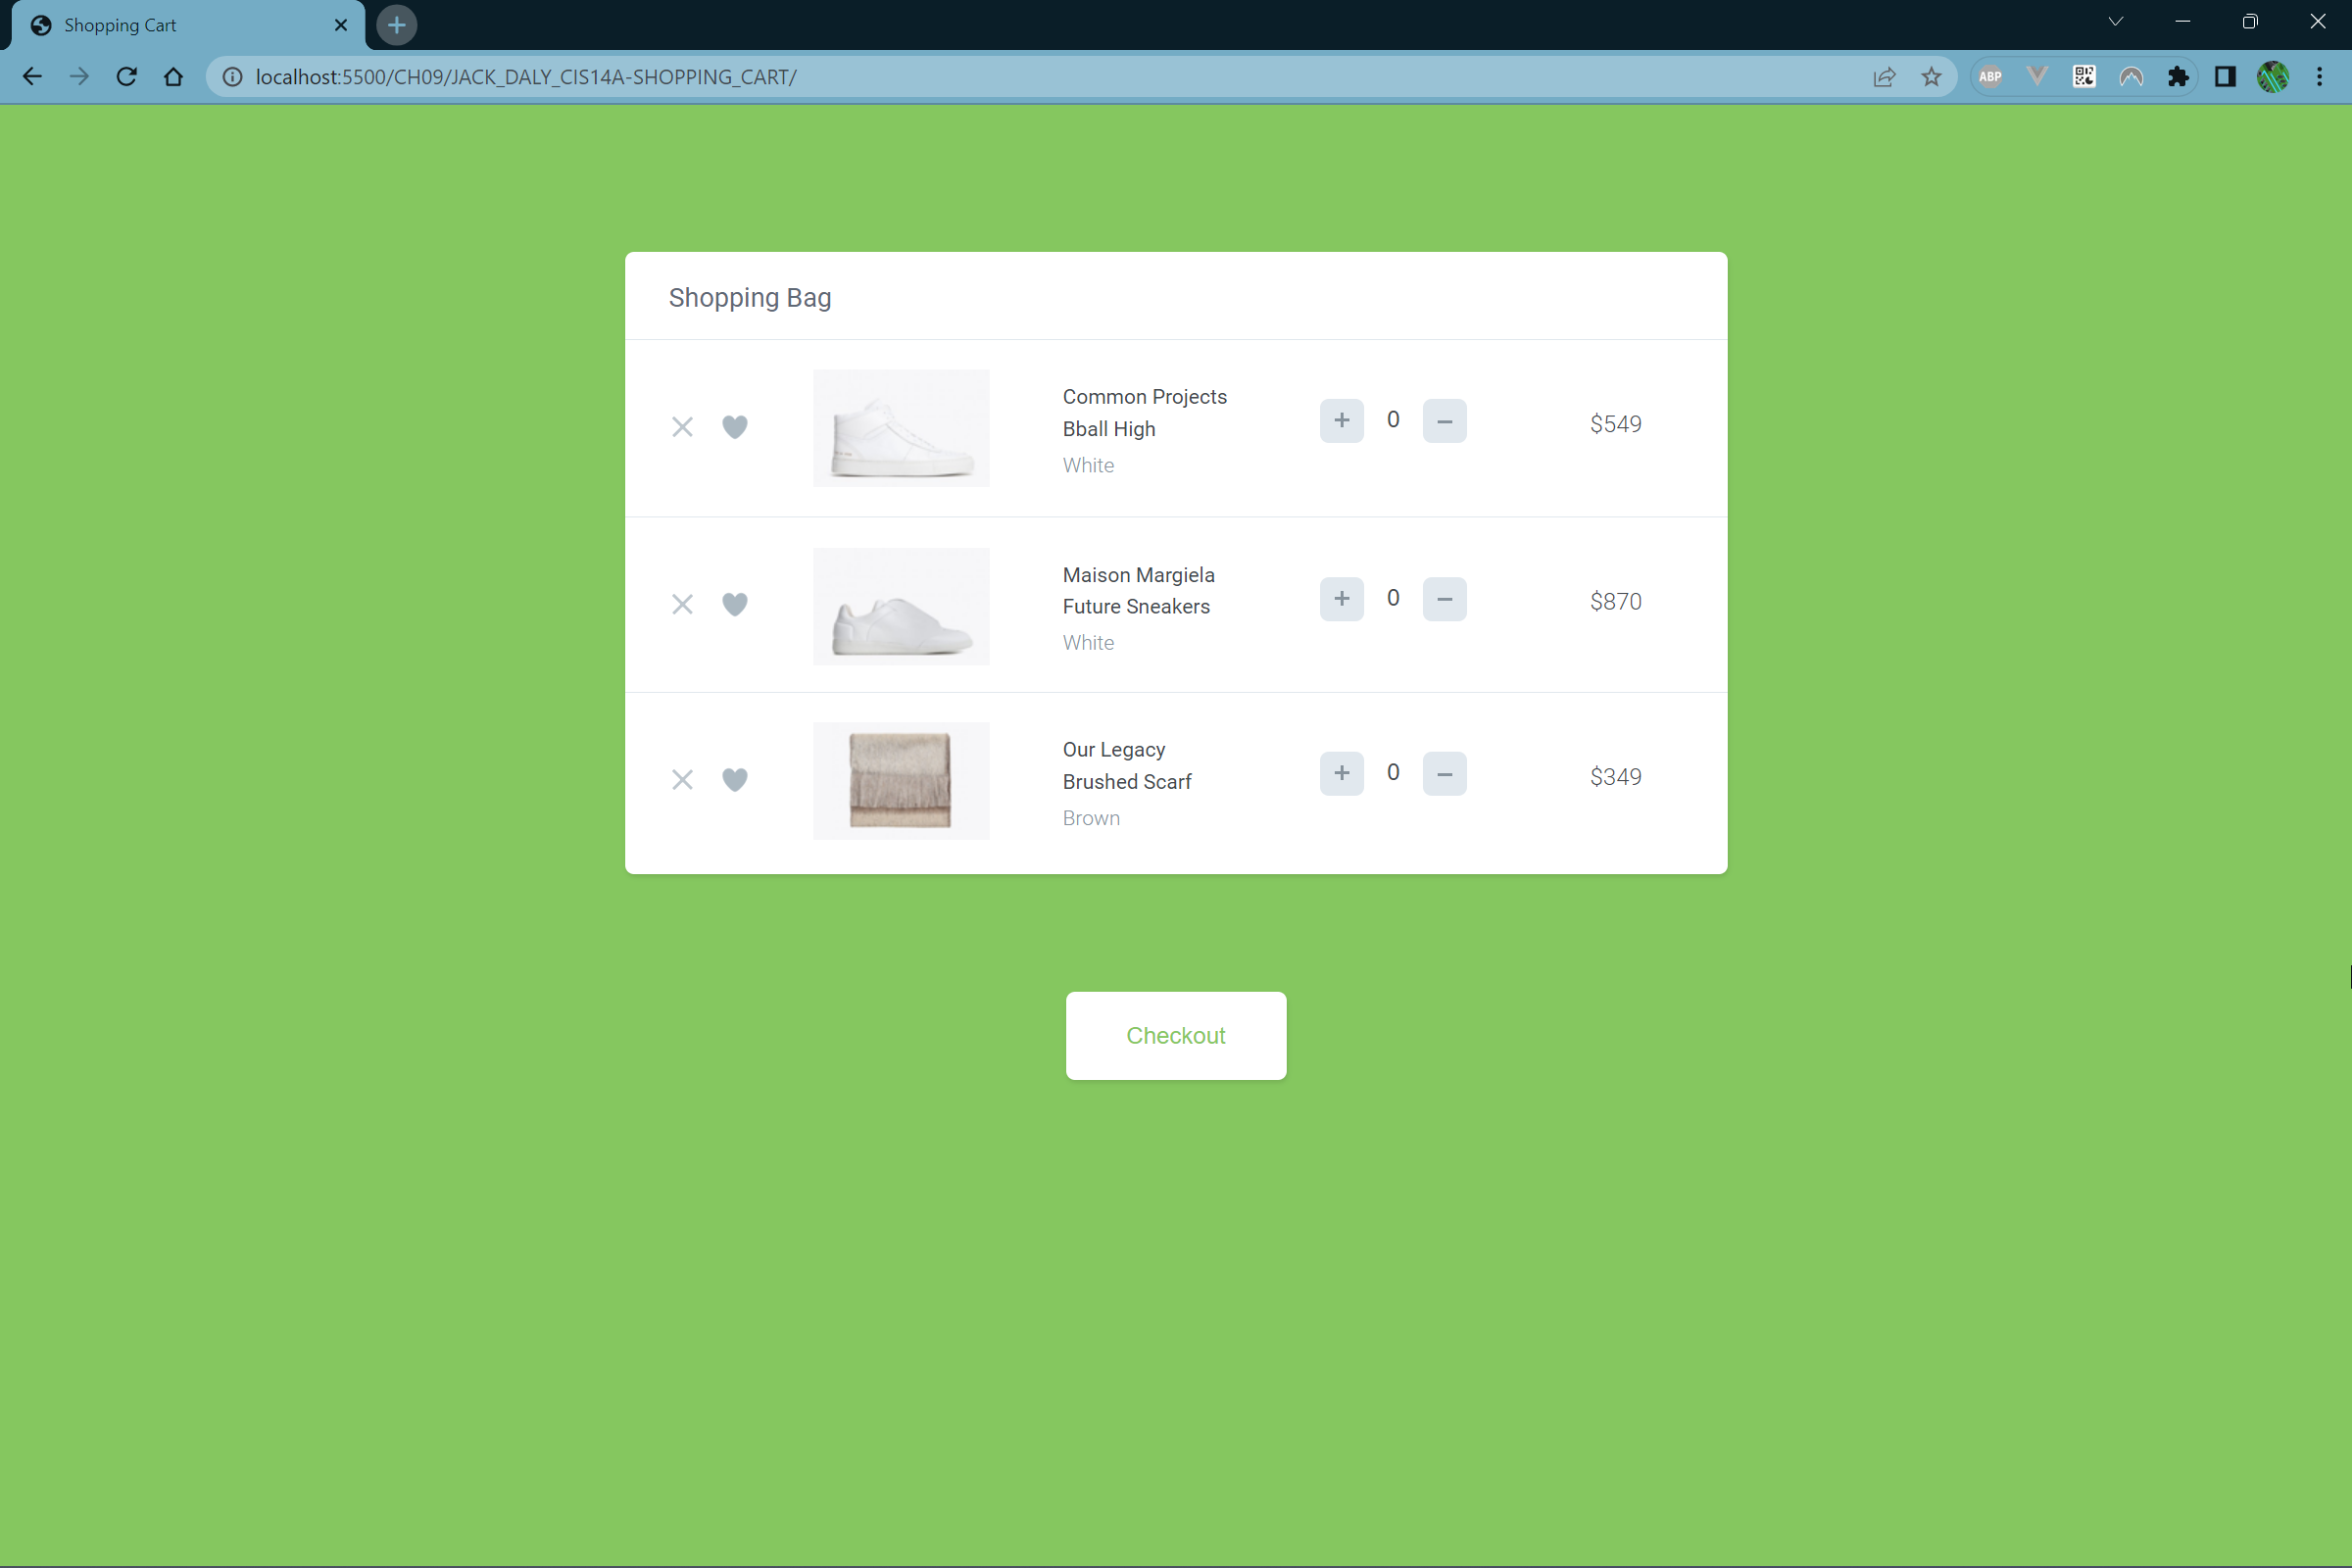 Shopping Cart
localhost:5500/CH09/JACK_DALY_CIS14A-SHOPPING_CART/
ABP
Shopping Bag
Common Projects
Bball High
White
+ 0 −
$549
Maison Margiela
Future Sneakers
White
+ 0 −
$870
Our Legacy
Brushed Scarf
Brown
+ 0 −
$349
Checkout